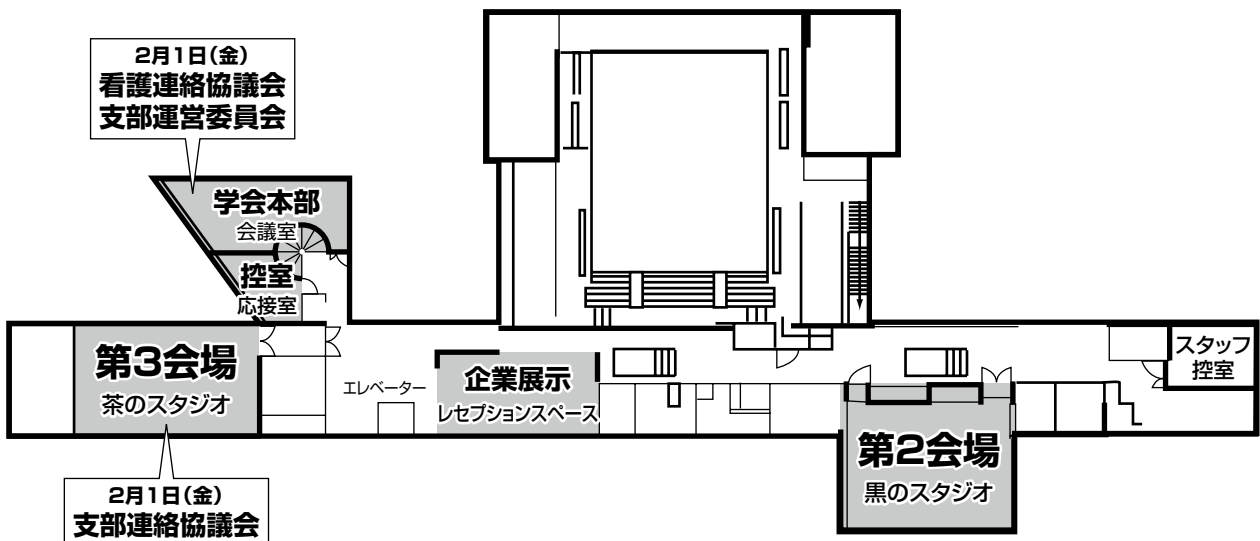 2月1日(金)
看護連絡協議会
支部運営委員会
学会本部
会議室
控室
応接室
第3会場
茶のスタジオ
エレベーター
企業展示
レセプションスペース
スタッフ
控室
第2会場
黒のスタジオ
2月1日(金)
支部連絡協議会